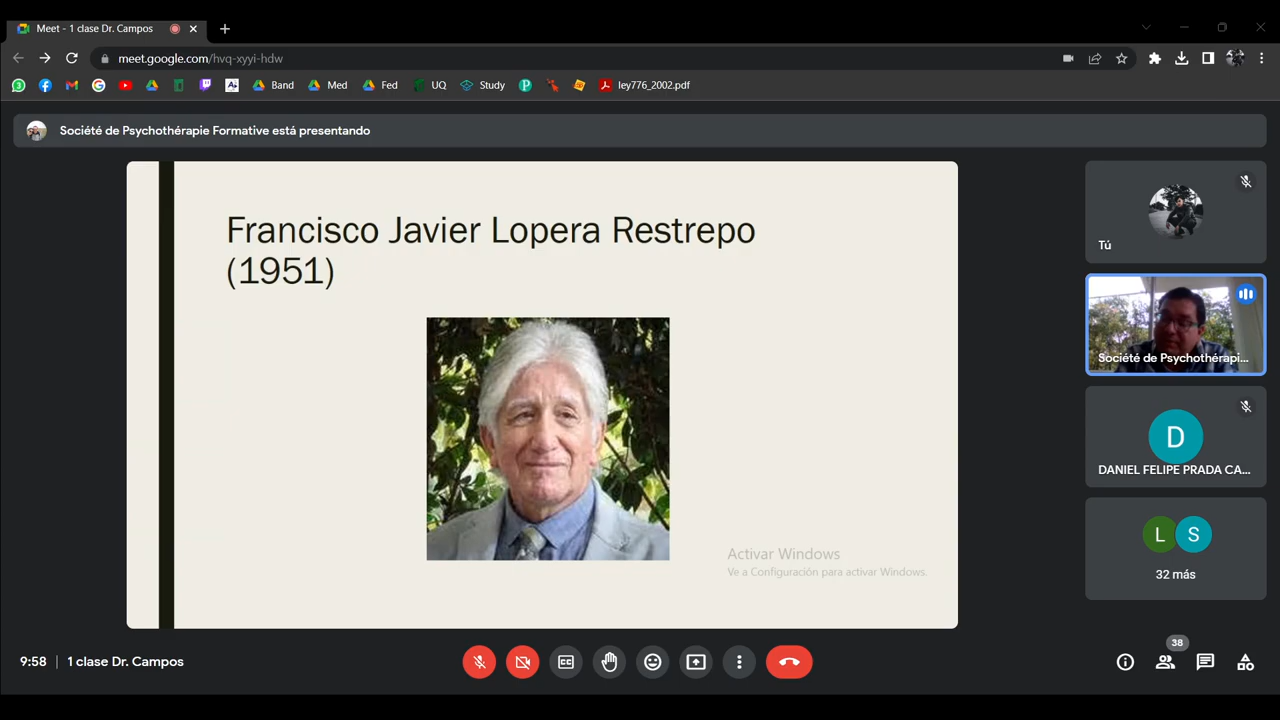 Meet - 1 clase Dr. Campos
meet.google.com/hvq-xyyi-hdw
Band
Med
Fed
UQ
Study
ley776_2002.pdf
Société de Psychothérapie Formative está presentando
Francisco Javier Lopera Restrepo
(1951)
Activar Windows
Ve a Configuración para activar Windows.
Tú
Société de Psychothérapi...
D
DANIEL FELIPE PRADA CA...
L
S
32 más
9:58
1 clase Dr. Campos
38